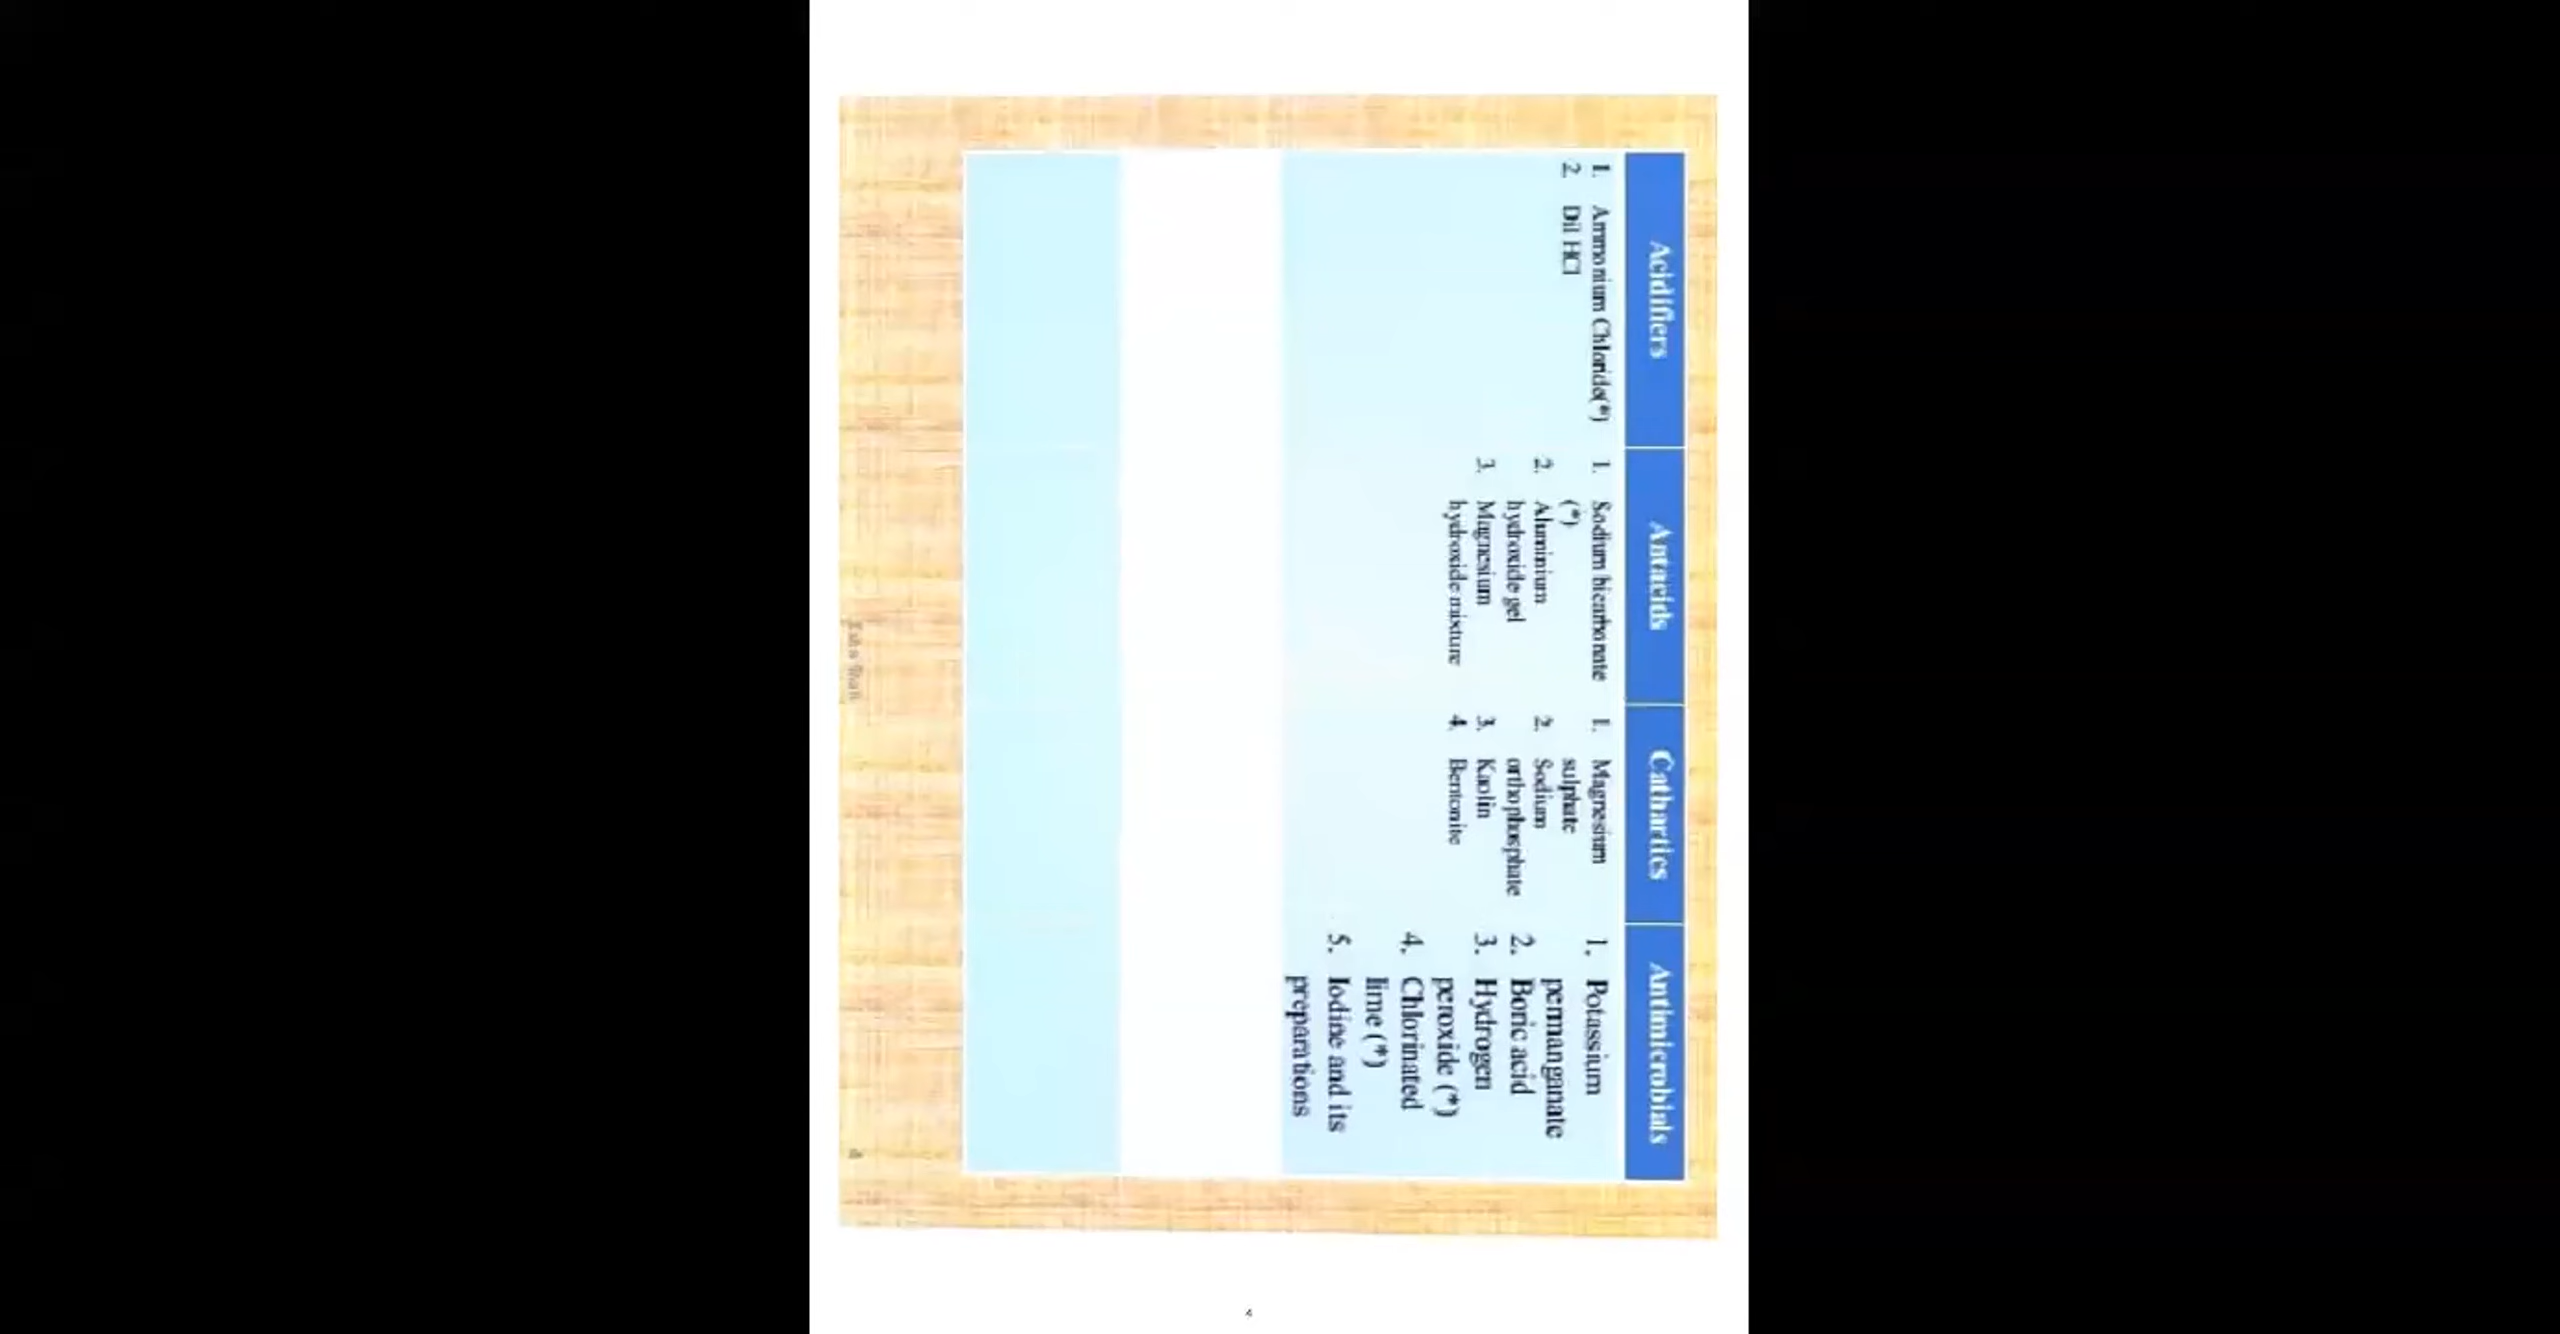 Acidifiers
Antacids
Cathartics
Antimicrobials
1. Ammonium Chloride(*)
2. Dil HCl
1. Sodium bicarbonate
(*)
2. Aluminium
hydroxide gel
3. Magnesium
hydroxide mixture
1. Magnesium
sulphate
2. Sodium
orthophosphate
3. Kaolin
4. Bentonite
1. Potassium
permanganate
2. Boric acid
3. Hydrogen
peroxide (*)
4. Chlorinated
lime (*)
5. Iodine and its
preparations
4
4